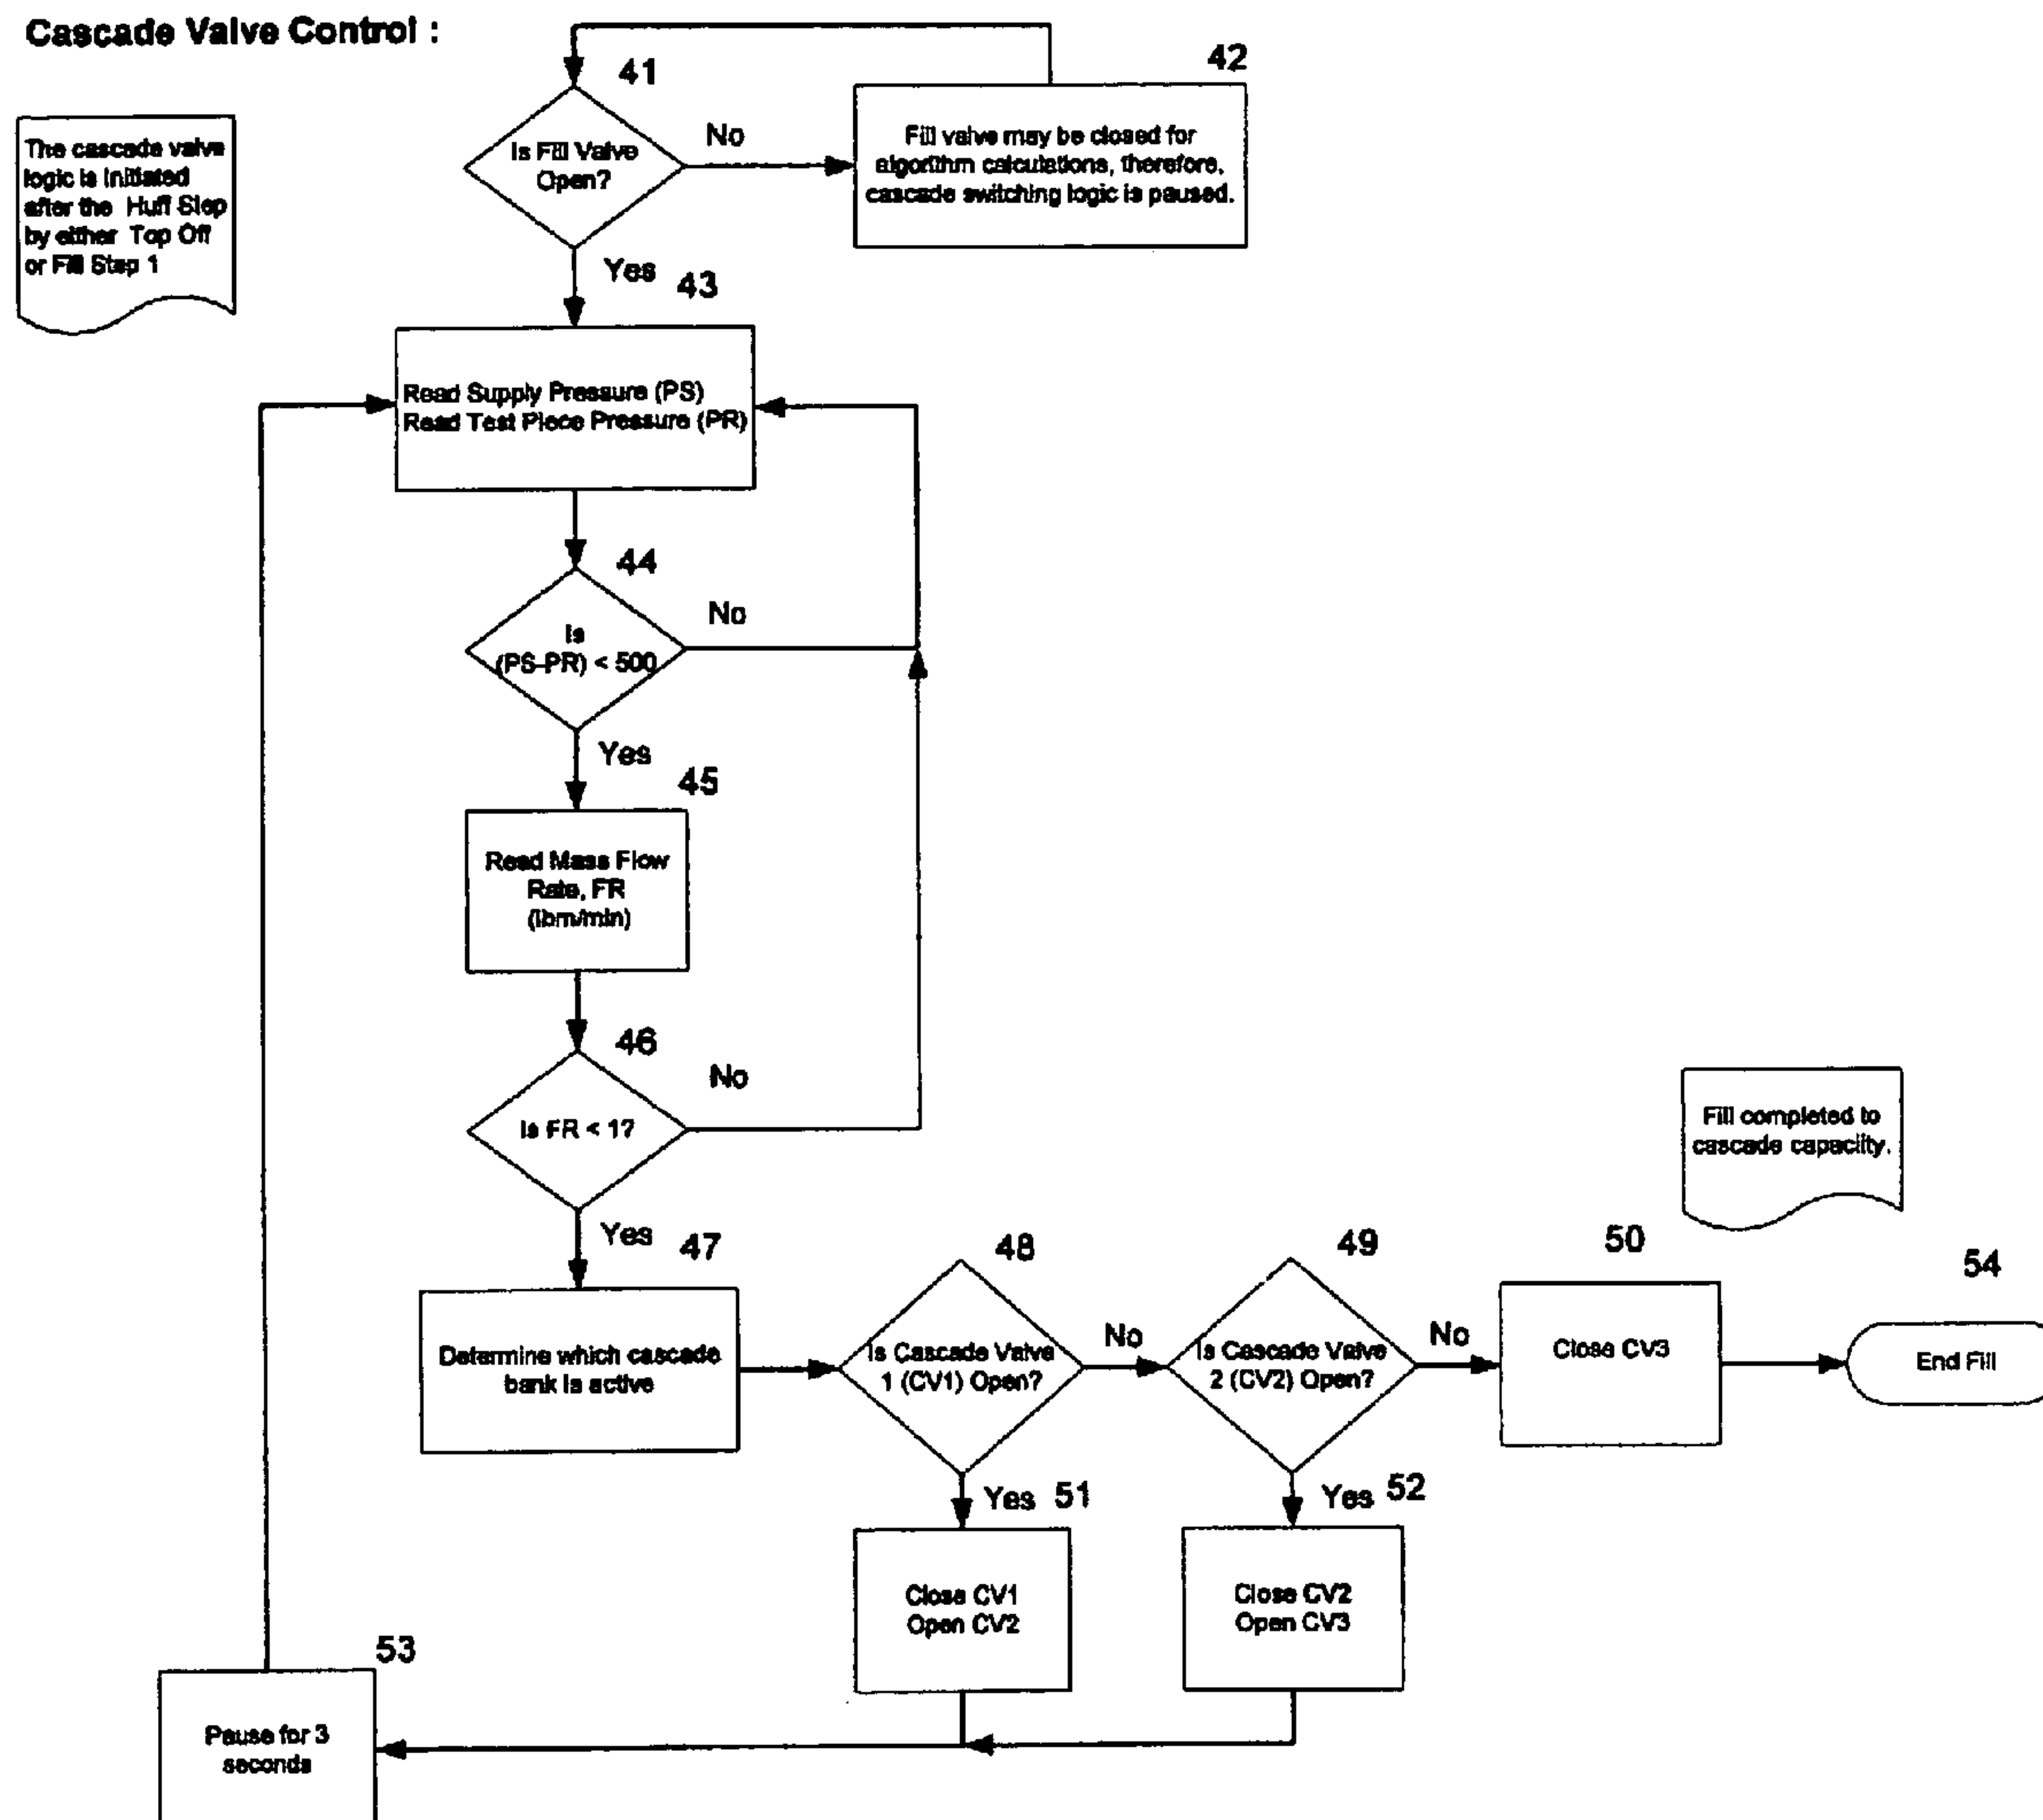 Cascade Valve Control :
41
42
The cascade valve
logic is initiated
after the Huff Step
by either Top Off
or Fill Step 1
Is Fill Valve
Open?
No
Fill valve may be closed for
algorithm calculations, therefore,
cascade switching logic is paused.
Yes
43
Read Supply Pressure (PS)
Read Test Piece Pressure (PR)
44
Is
(PS-PR) < 500
No
Yes
45
Read Mass Flow
Rate, FR
(lbm/min)
46
Is FR < 1?
No
Yes
47
Determine which cascade
bank is active
48
Is Cascade Valve
1 (CV1) Open?
No
49
Is Cascade Valve
2 (CV2) Open?
No
50
Close CV3
Fill completed to
cascade capacity.
54
End Fill
Yes
51
Close CV1
Open CV2
Yes
52
Close CV2
Open CV3
53
Pause for 3
seconds